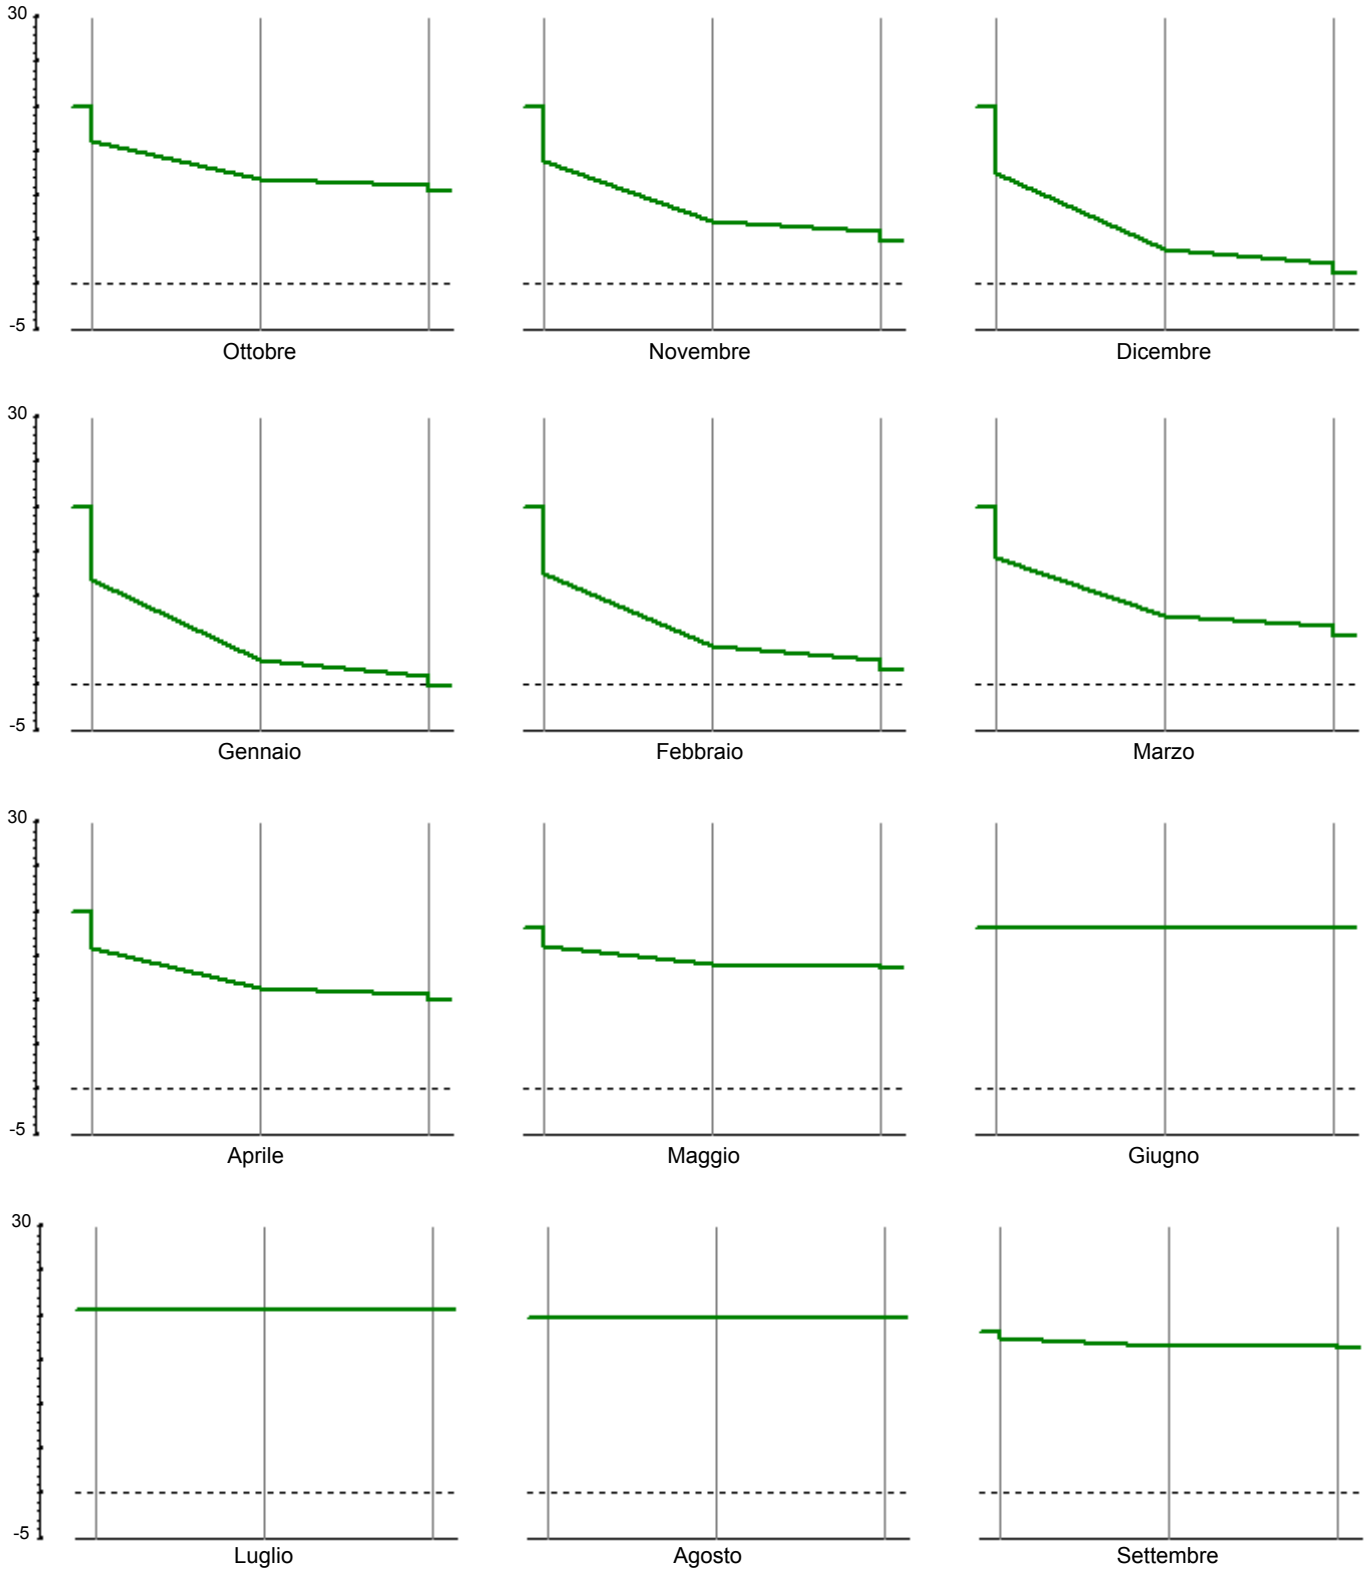 30
-5
Ottobre
Novembre
Dicembre
30
-5
Gennaio
Febbraio
Marzo
30
-5
Aprile
Maggio
Giugno
30
-5
Luglio
Agosto
Settembre